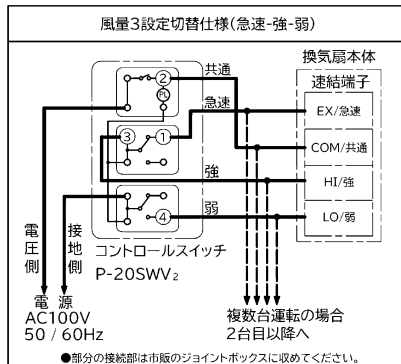 風量3設定切替仕様(急速-強-弱)
換気扇本体
速結端子
共通
②
PL
急速
EX/急速
③
①
COM/共通
強
HI/強
弱
④
LO/弱
電圧側
接地側
コントロールスイッチ
P-20SWV₂
電源
AC100V
50 / 60Hz
複数台運転の場合
2台目以降へ
●部分の接続部は市販のジョイントボックスに収めてください。